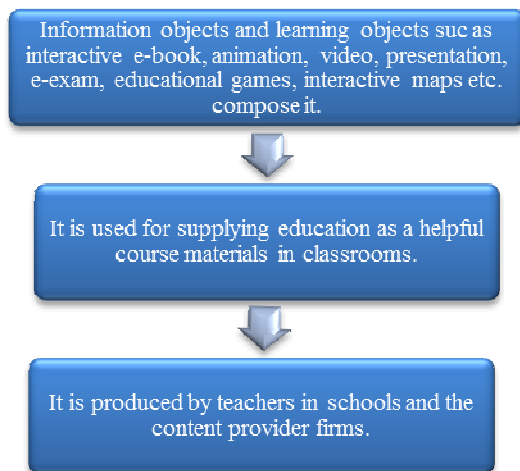 Information objects and learning objects suc as
interactive e-book, animation, video, presentation,
e-exam, educational games, interactive maps etc.
compose it.
It is used for supplying education as a helpful
course materials in classrooms.
It is produced by teachers in schools and the
content provider firms.